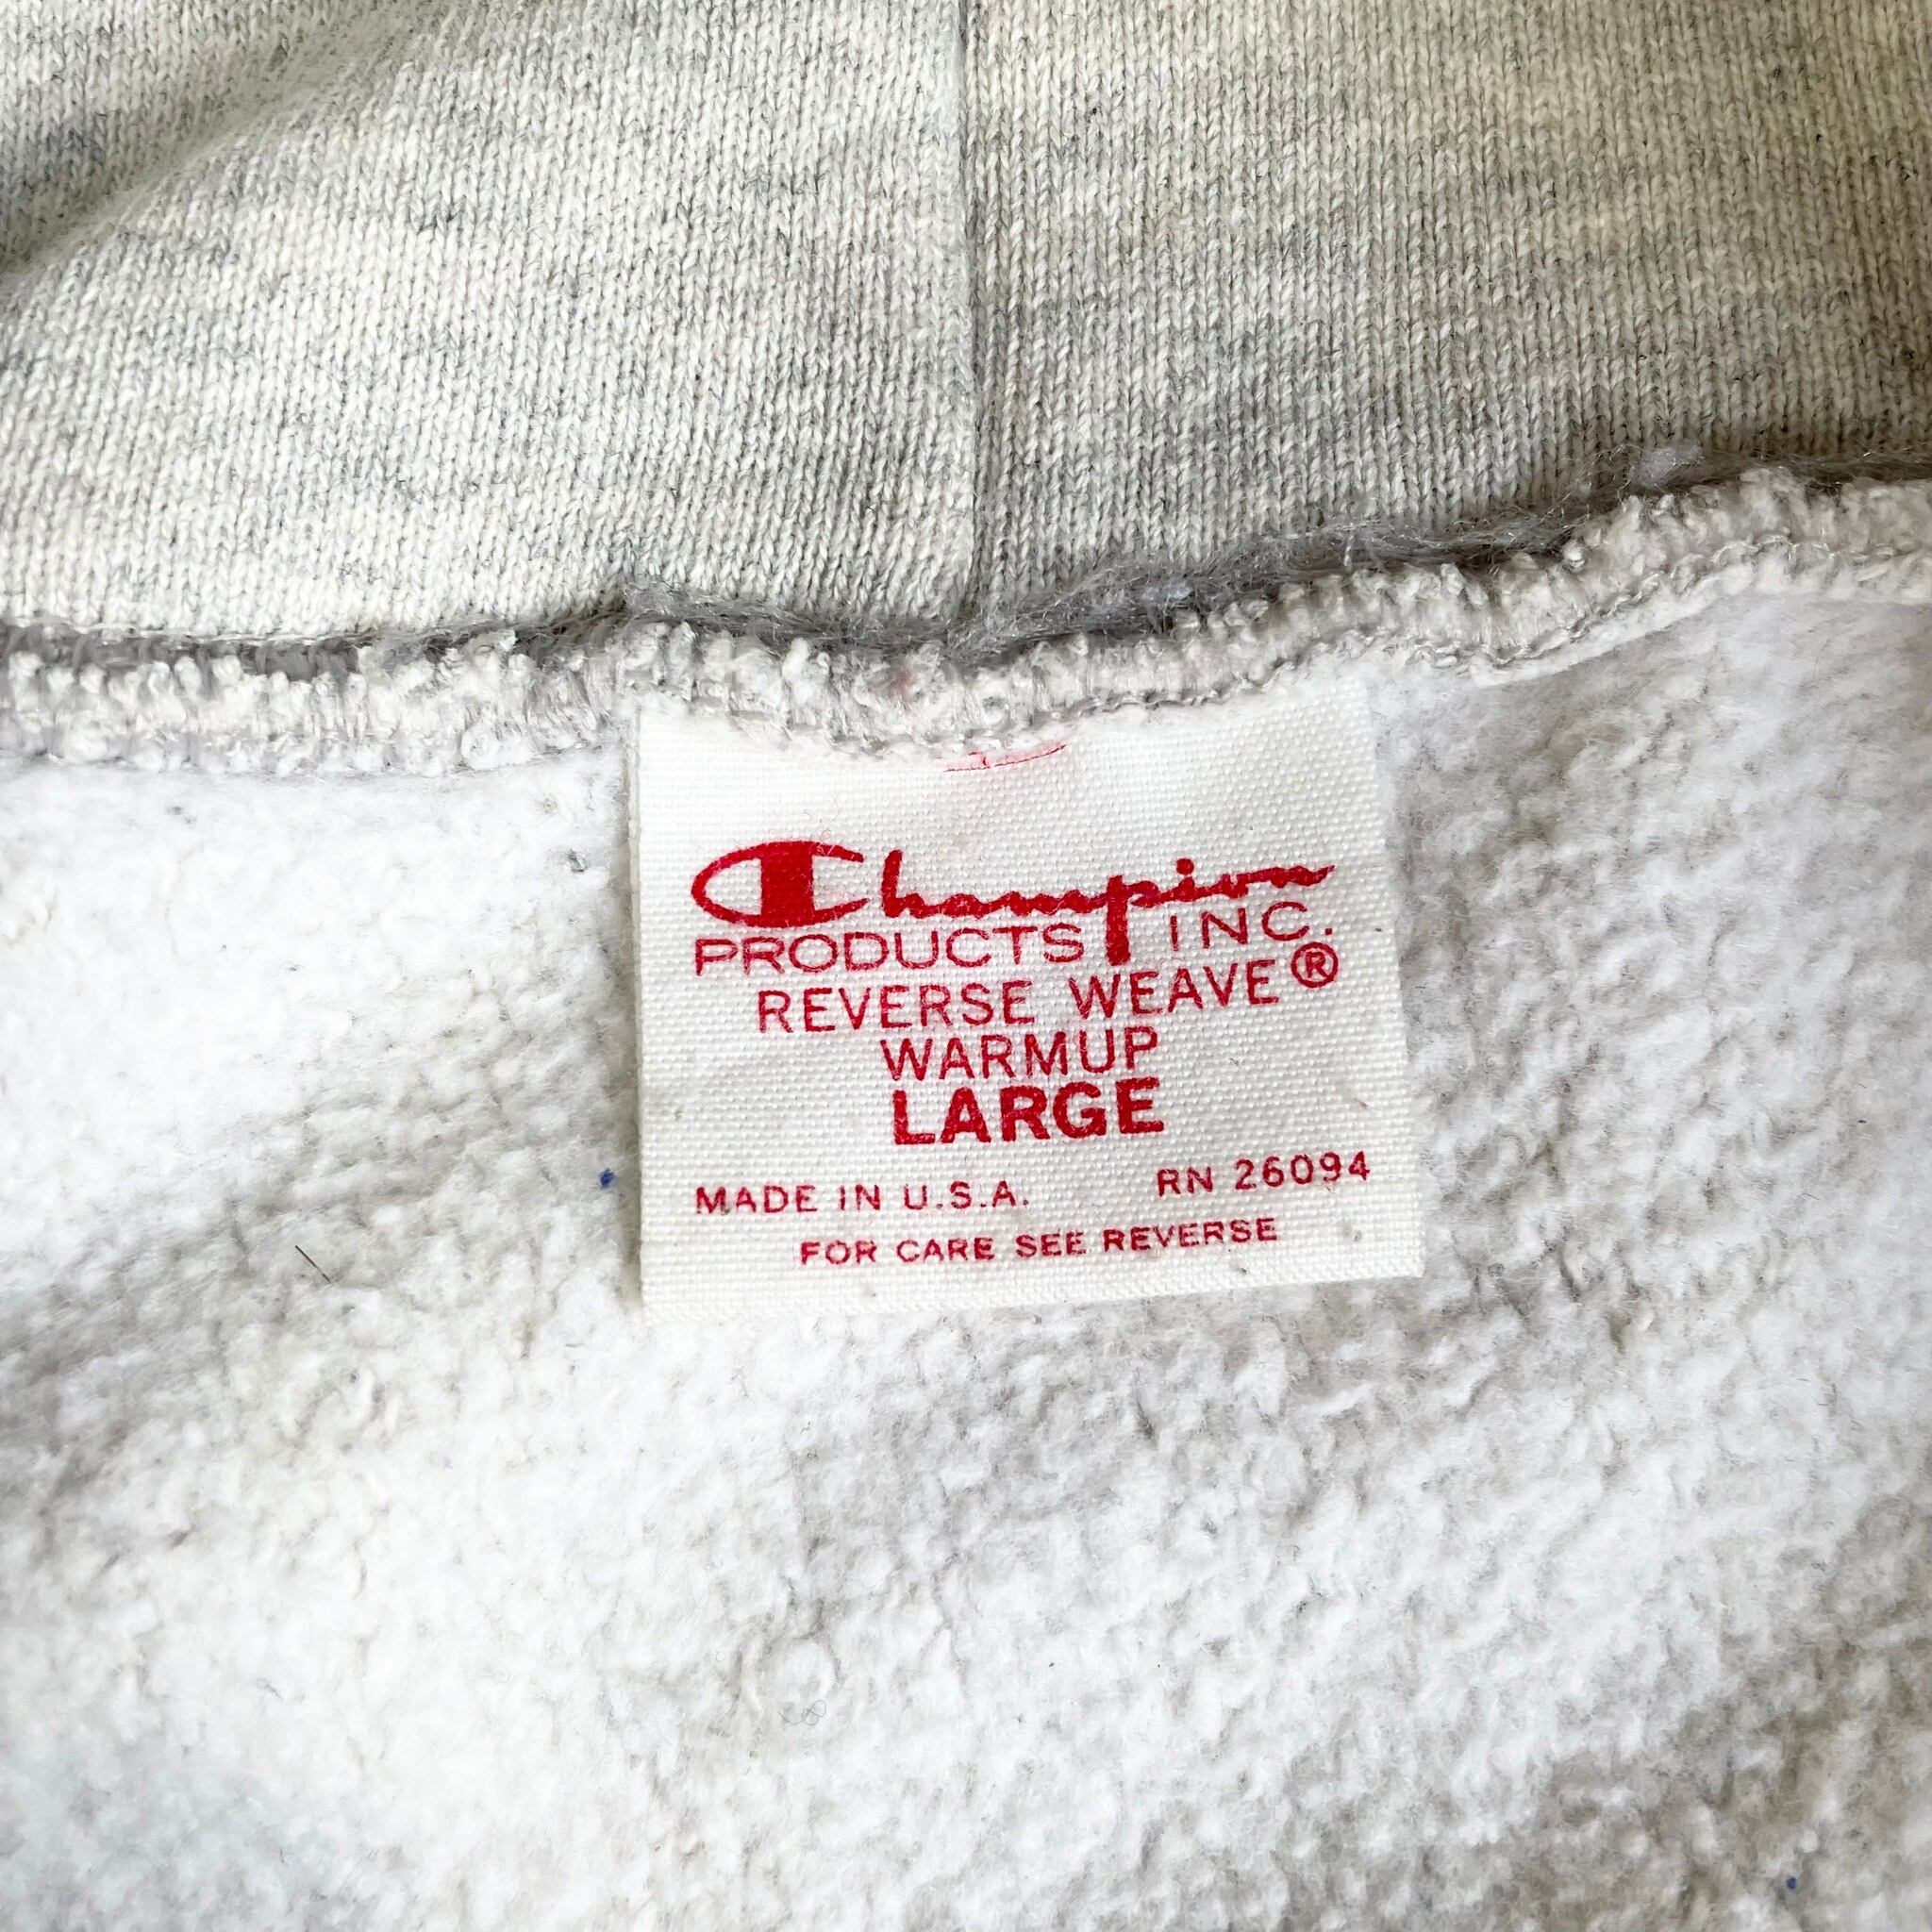 Champion
PRODUCTS INC.
REVERSE WEAVE®
WARMUP
LARGE
MADE IN U.S.A. RN 26094
FOR CARE SEE REVERSE